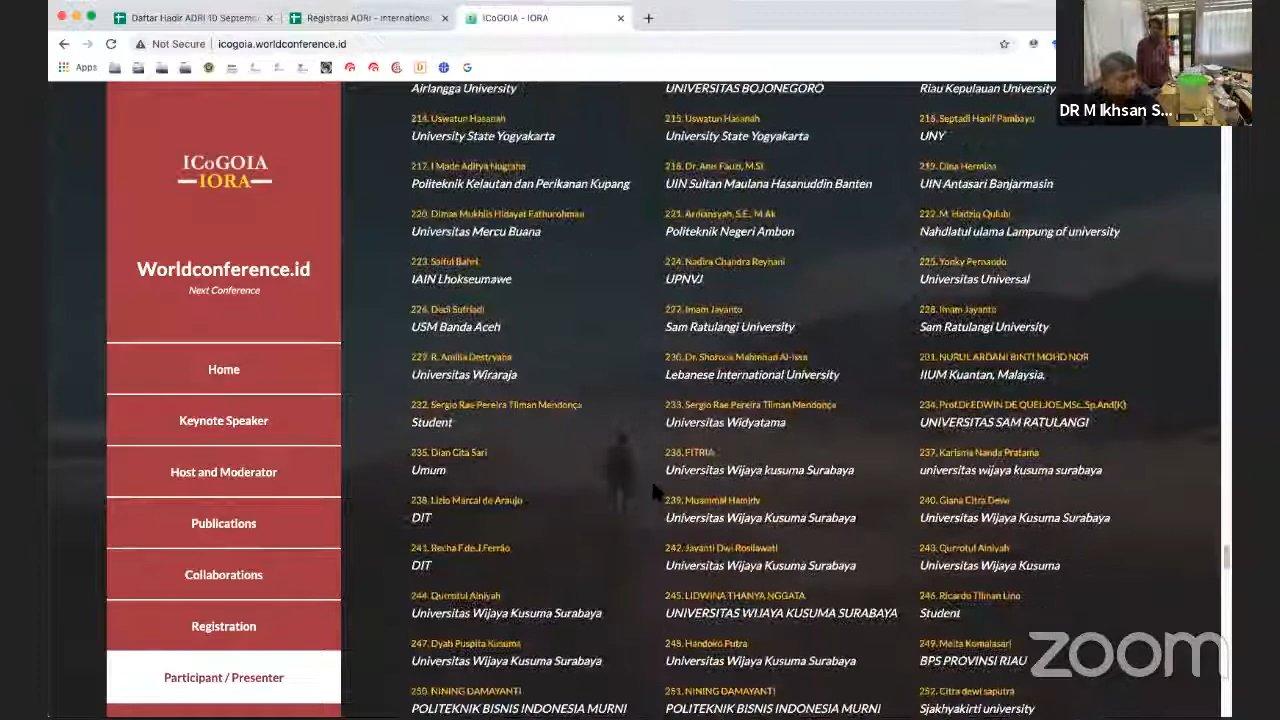 Daftar Hadir ADRI 10 Septemb
Registrasi ADRI - Internationa
ICoGOIA - IORA
Not Secure
icogoia.worldconference.id
Apps
DR M Ikhsan S...
ICoGOIA
IORA
Worldconference.id
Next Conference
Home
Keynote Speaker
Host and Moderator
Publications
Collaborations
Registration
Participant / Presenter
Airlangga University
UNIVERSITAS BOJONEGORO
Riau Kepulauan University
214. Uswatun Hasanah
University State Yogyakarta
215. Uswatun Hasanah
University State Yogyakarta
216. Septadi Hanif Pambayu
UNY
217. I Made Aditya Nugraha
Politeknik Kelautan dan Perikanan Kupang
218. Dr. Ann Fauzi, M.SI
UIN Sultan Maulana Hasanuddin Banten
219. Dina Hermina
UIN Antasari Banjarmasin
220. Dimas Mukhlis Hidayat Fathurohman
Universitas Mercu Buana
221. Ardiansyah, S.E., M.Ak
Politeknik Negeri Ambon
222. M. Hadziq Qulubi
Nahdlatul ulama Lampung of university
223. Saiful Bahri
IAIN Lhokseumawe
224. Nadira Chandra Reyhani
UPNVJ
225. Yonky Pernando
Universitas Universal
226. Dedi Sufriadi
USM Banda Aceh
227. Imam Jayanto
Sam Ratulangi University
228. Imam Jayanto
Sam Ratulangi University
229. R. Amilia Destryana
Universitas Wiraraja
230. Dr. Shorouq Mahmoud Al-Issa
Lebanese International University
231. NURUL ARDANI BINTI MOHD NOR
IIUM Kuantan, Malaysia.
232. Sergio Rae Pereira Tilman Mendonça
Student
233. Sergio Rae Pereira Tilman Mendonça
Universitas Widyatama
234. Prof.Dr.EDWIN DE QUELJOE,MSc.,Sp.And(K)
UNIVERSITAS SAM RATULANGI
235. Dian Cita Sari
Umum
236. FITRIA
Universitas Wijaya kusuma Surabaya
237. Karisma Nanda Pratama
universitas wijaya kusuma surabaya
238. Lizio Marcal de Araujo
DIT
239. Muammal Hamidy
Universitas Wijaya Kusuma Surabaya
240. Giana Citra Dewi
Universitas Wijaya Kusuma Surabaya
241. Rocha F.de.J.Ferrão
DIT
242. Javanti Dwi Rosilawati
Universitas Wijaya Kusuma Surabaya
243. Qurrotul Ainiyah
Universitas Wijaya Kusuma
244. Qurrotul Ainiyah
Universitas Wijaya Kusuma Surabaya
245. LIDWINA THANYA NGGATA
UNIVERSITAS WIJAYA KUSUMA SURABAYA
246. Ricardo Tilman Lino
Student
247. Dyah Puspita Kusuma
Universitas Wijaya Kusuma Surabaya
248. Handoko Putra
Universitas Wijaya Kusuma Surabaya
249. Meita Komalasari
BPS PROVINSI RIAU
250. NINING DAMAYANTI
POLITEKNIK BISNIS INDONESIA MURNI
251. NINING DAMAYANTI
POLITEKNIK BISNIS INDONESIA MURNI
252. Citra dewi saputra
Sjakhyakirti university
zoom